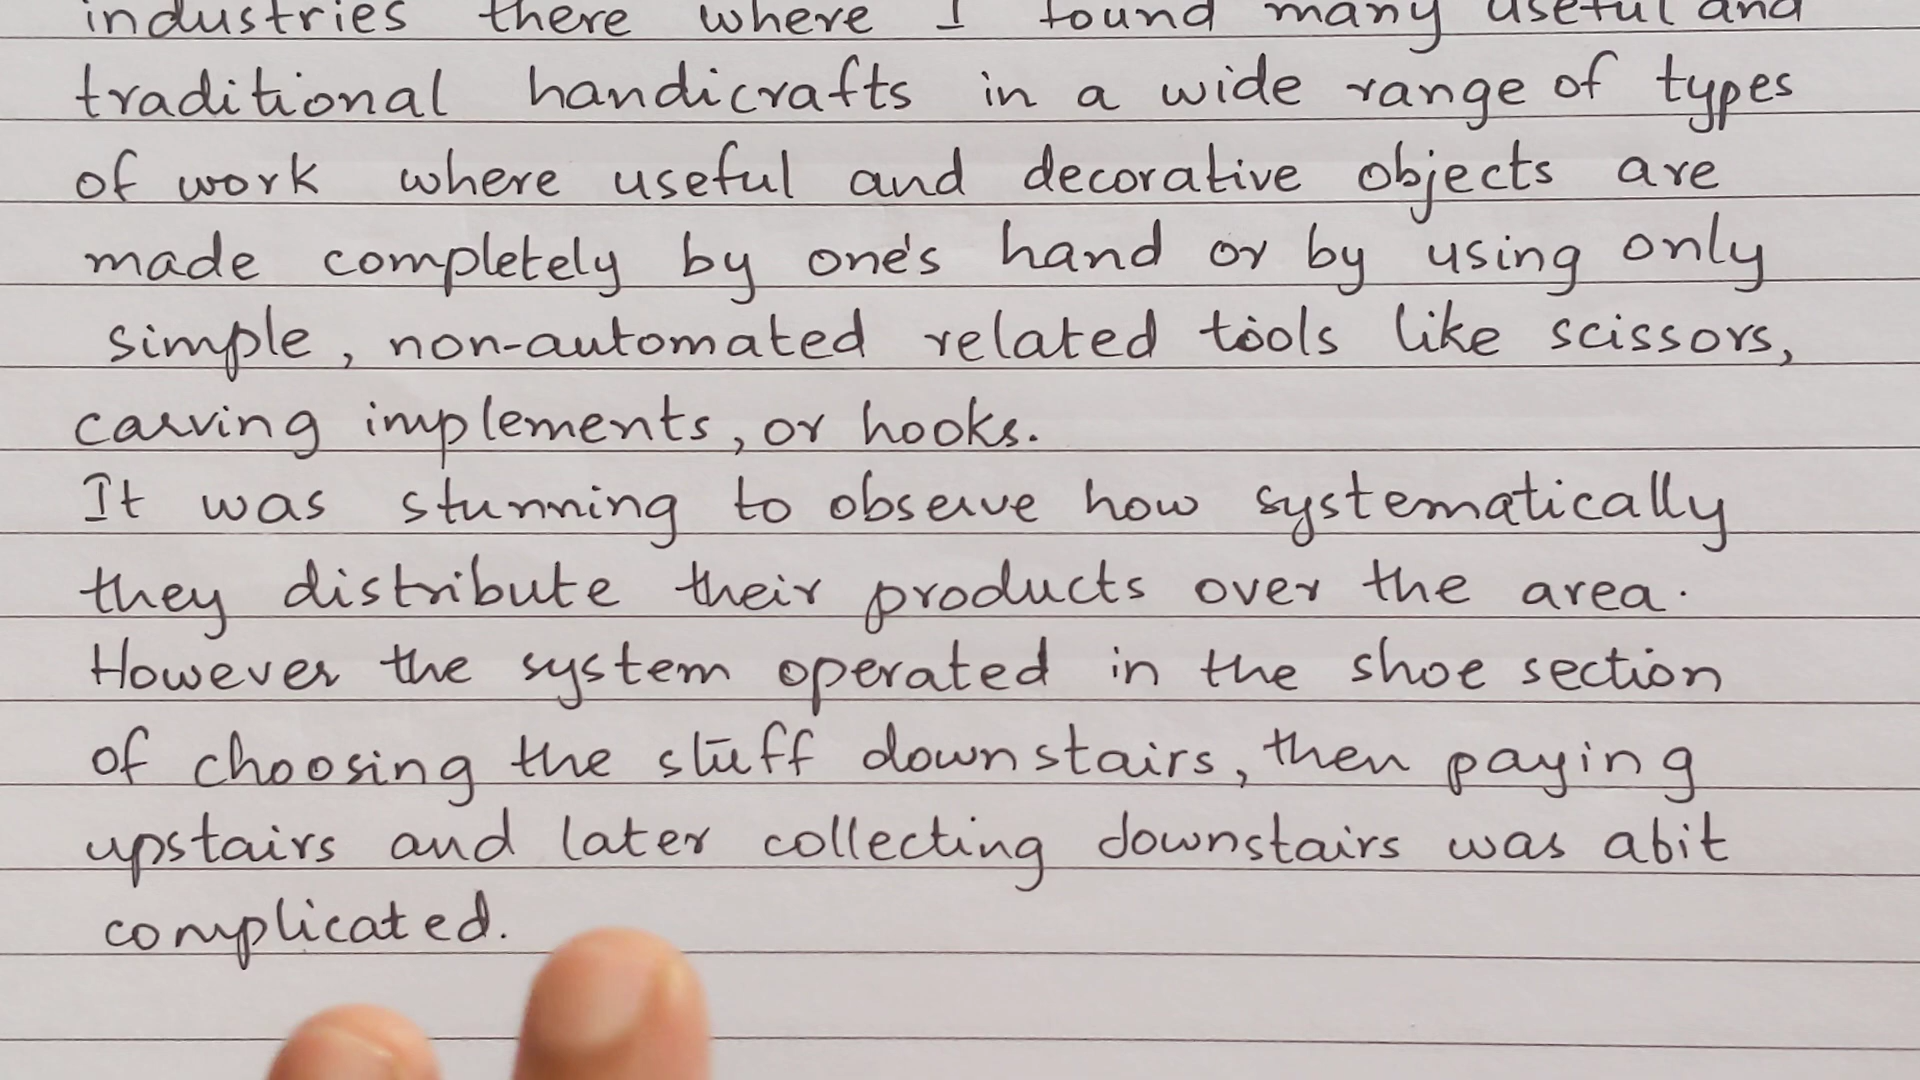 industries there where I found many useful and
traditional handicrafts in a wide range of types
of work where useful and decorative objects are
made completely by one's hand or by using only
simple, non-automated related tools like scissors,
carving implements, or hooks.
It was stunning to observe how systematically
they distribute their products over the area.
However the system operated in the shoe section
of choosing the stuff downstairs, then paying
upstairs and later collecting downstairs was abit
complicated.